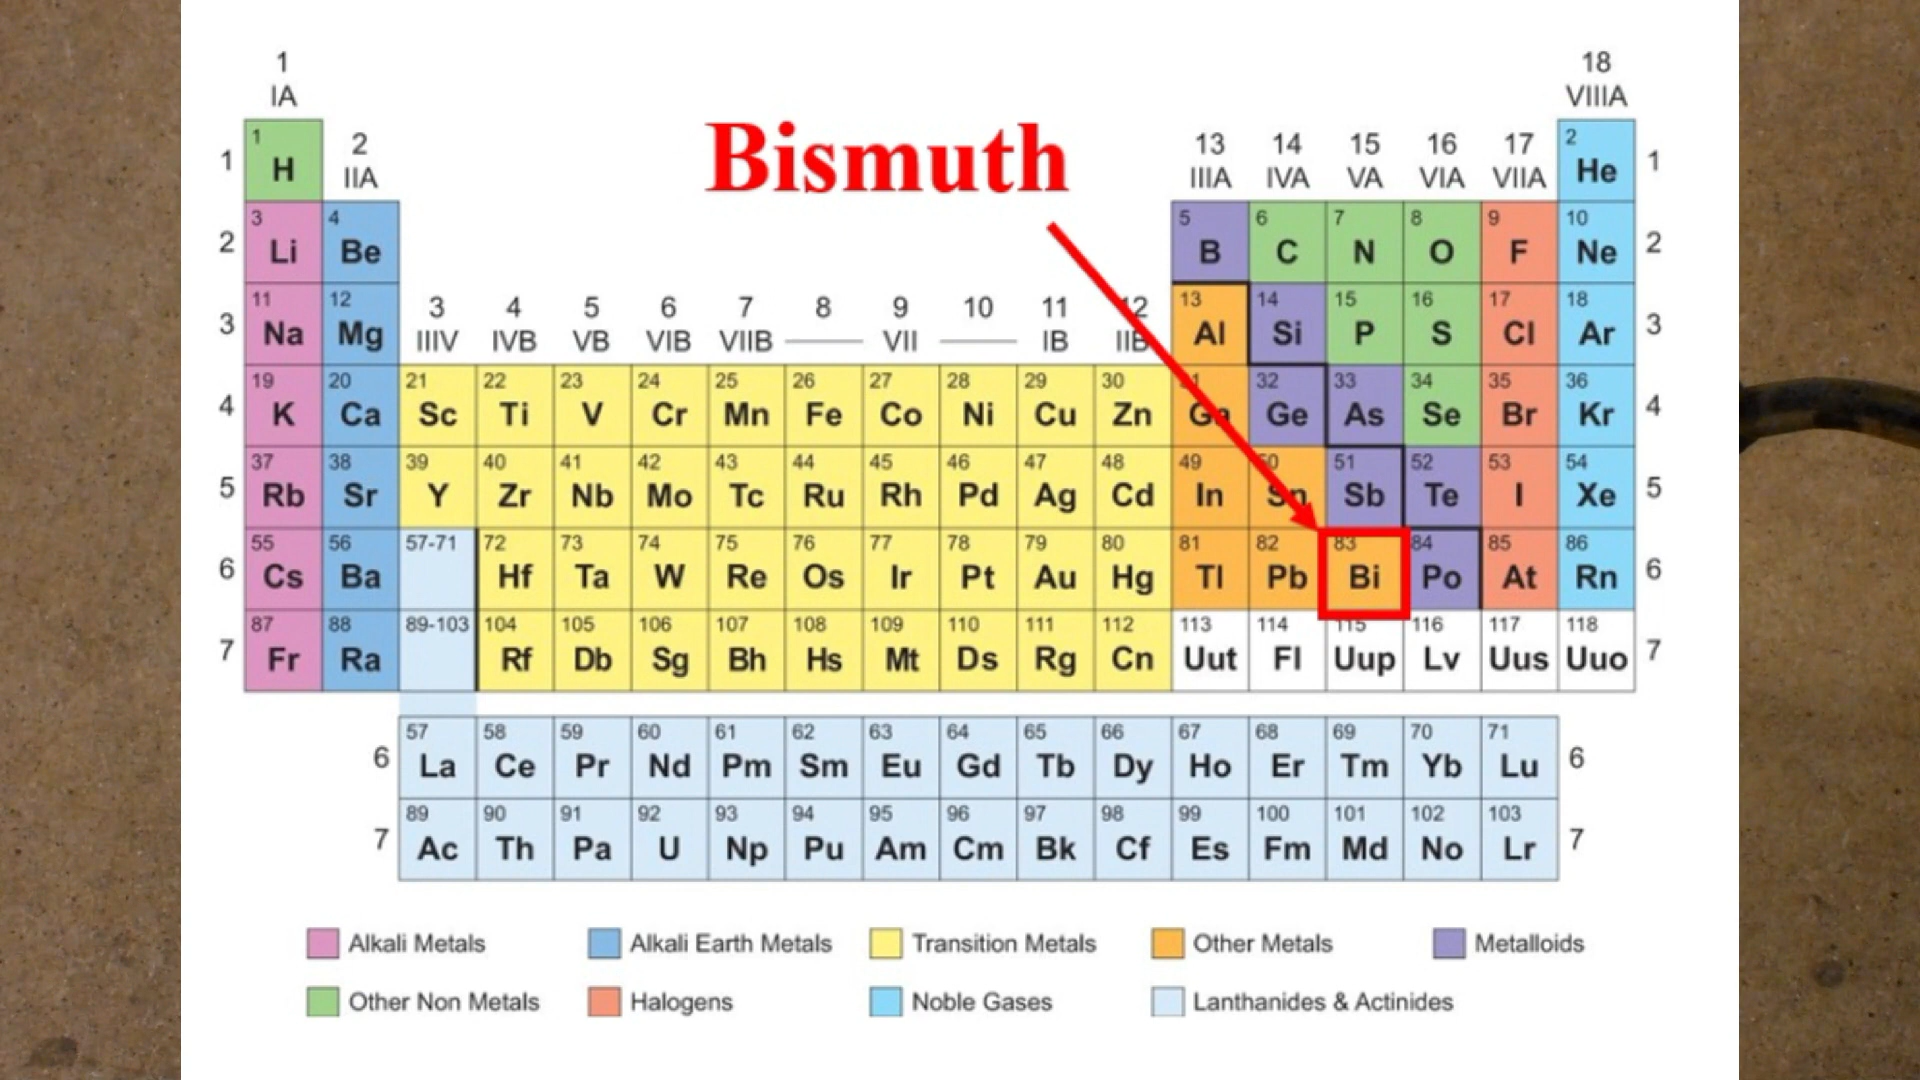 1 18
IA VIIIA
Bismuth
1 H 2 13 14 15 16 17 2 He 1
1 IIA IIIA IVA VA VIA VIIA
2 3 Li 4 Be 5 B 6 C 7 N 8 O 9 F 10 Ne 2
3 4 5 6 7 8 9 10 11 12
3 11 Na 12 Mg IIIV IVB VB VIB VIIB VII IB IIB 13 Al 14 Si 15 P 16 S 17 Cl 18 Ar 3
4 19 K 20 Ca 21 Sc 22 Ti 23 V 24 Cr 25 Mn 26 Fe 27 Co 28 Ni 29 Cu 30 Zn 31 Ga 32 Ge 33 As 34 Se 35 Br 36 Kr 4
5 37 Rb 38 Sr 39 Y 40 Zr 41 Nb 42 Mo 43 Tc 44 Ru 45 Rh 46 Pd 47 Ag 48 Cd 49 In 50 Sn 51 Sb 52 Te 53 I 54 Xe 5
6 55 Cs 56 Ba 57-71 72 Hf 73 Ta 74 W 75 Re 76 Os 77 Ir 78 Pt 79 Au 80 Hg 81 Tl 82 Pb 83 Bi 84 Po 85 At 86 Rn 6
7 87 Fr 88 Ra 89-103 104 Rf 105 Db 106 Sg 107 Bh 108 Hs 109 Mt 110 Ds 111 Rg 112 Cn 113 Uut 114 Fl 115 Uup 116 Lv 117 Uus 118 Uuo 7
6 57 La 58 Ce 59 Pr 60 Nd 61 Pm 62 Sm 63 Eu 64 Gd 65 Tb 66 Dy 67 Ho 68 Er 69 Tm 70 Yb 71 Lu 6
7 89 Ac 90 Th 91 Pa 92 U 93 Np 94 Pu 95 Am 96 Cm 97 Bk 98 Cf 99 Es 100 Fm 101 Md 102 No 103 Lr 7
Alkali Metals Alkali Earth Metals Transition Metals Other Metals Metalloids
Other Non Metals Halogens Noble Gases Lanthanides & Actinides